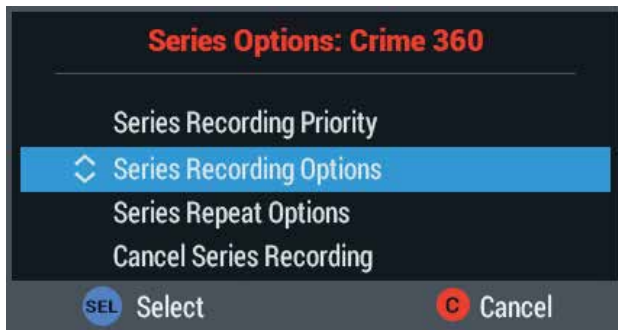 Series Options: Crime 360
Series Recording Priority
Series Recording Options
Series Repeat Options
Cancel Series Recording
SEL Select C Cancel